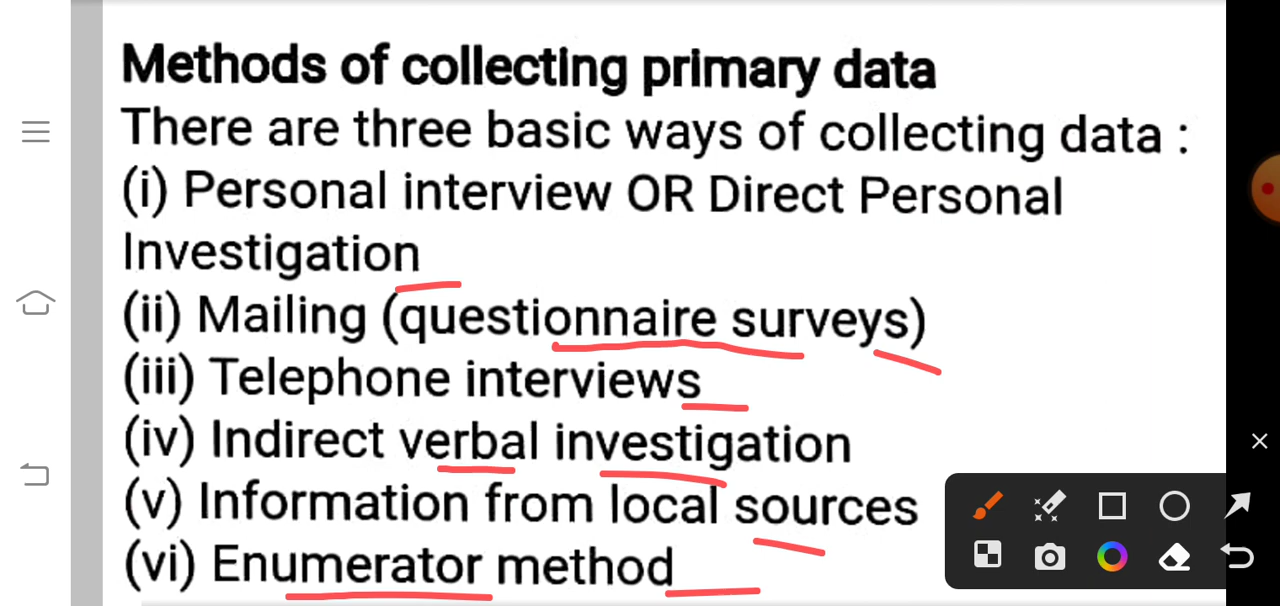 Methods of collecting primary data
There are three basic ways of collecting data :
(i) Personal interview OR Direct Personal
Investigation
(ii) Mailing (questionnaire surveys)
(iii) Telephone interviews
(iv) Indirect verbal investigation
(v) Information from local sources
(vi) Enumerator method